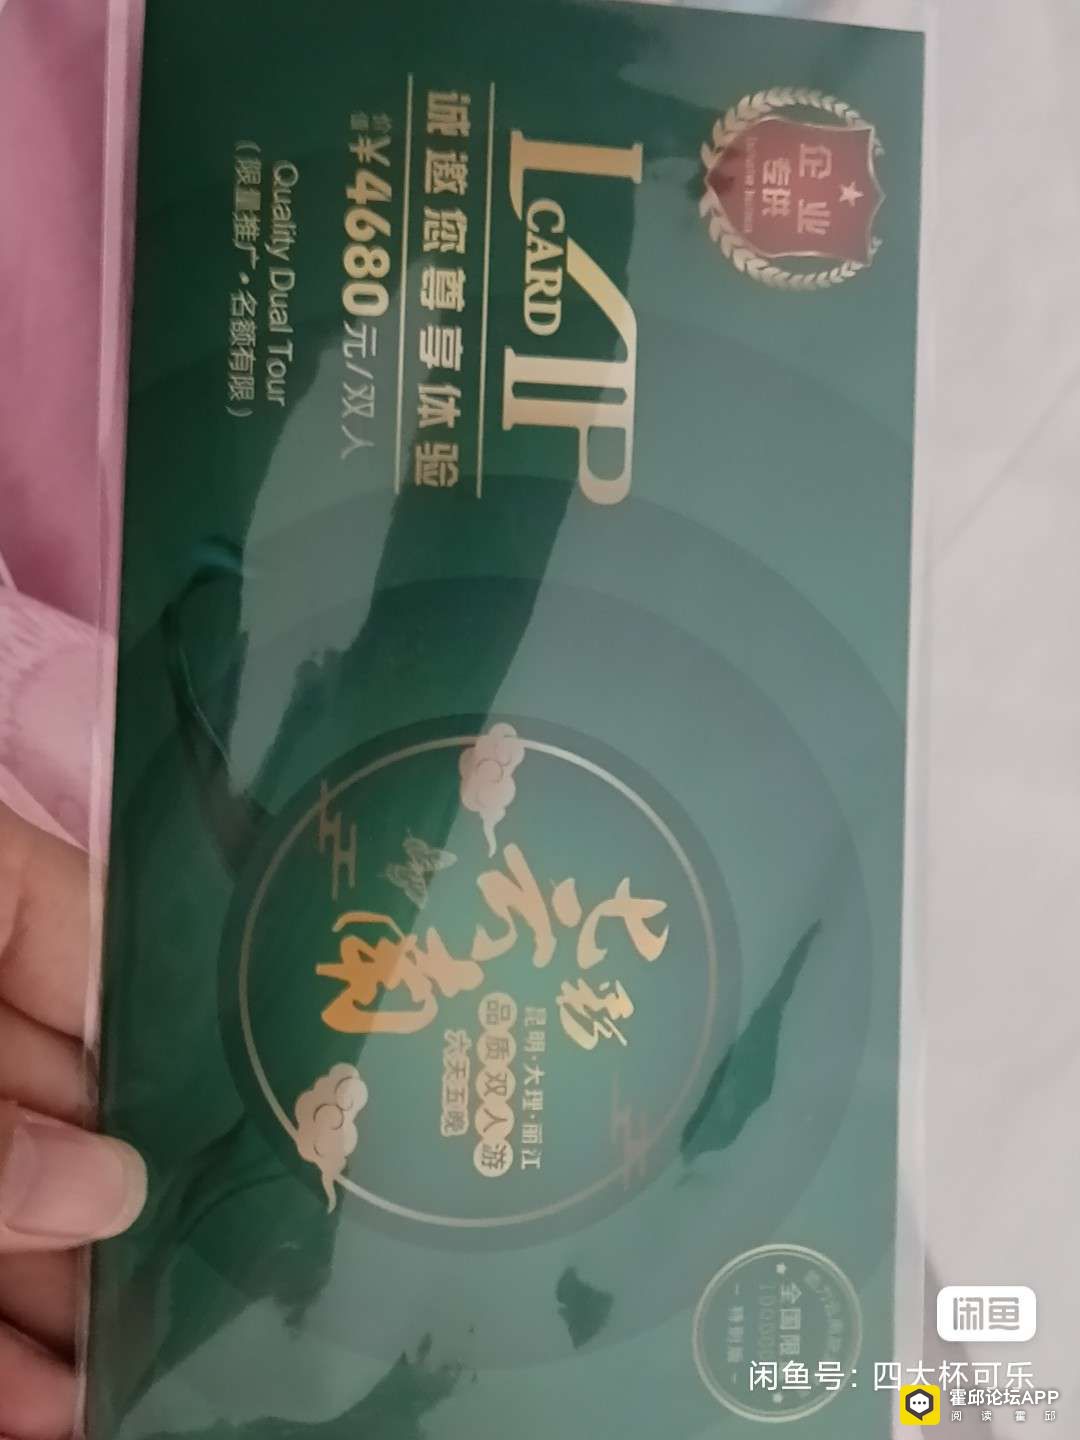 企业
专供
VIP
CARD
诚邀您尊享体验
价值￥4680元/双人
Quality Dual Tour
（限量推广·名额有限）
七彩
云南
昆明·大理·丽江
品质双人游
六天五晚
全国限
闲鱼
闲鱼号：四大杯可乐
霍邱论坛APP
阅读霍邱